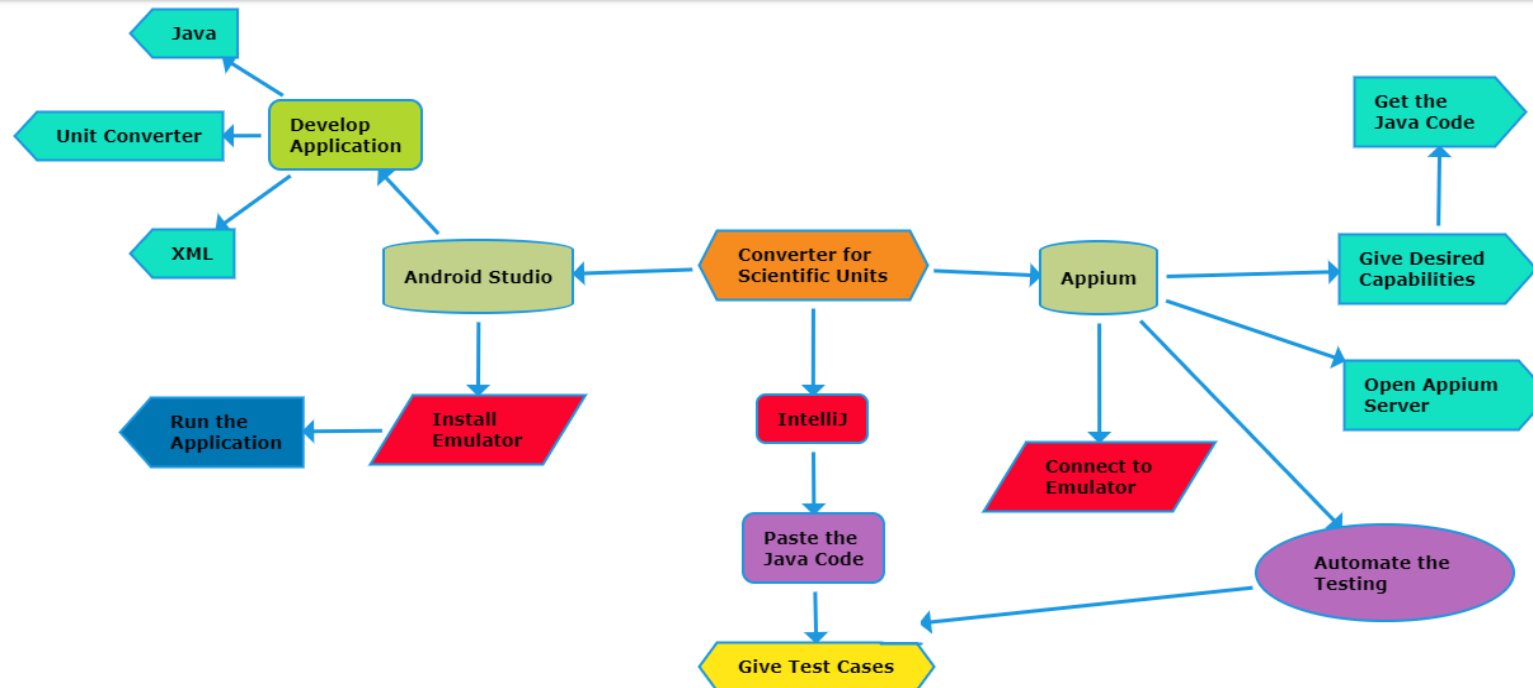 Java
Unit Converter
Develop
Application
XML
Android Studio
Converter for
Scientific Units
Appium
Get the
Java Code
Give Desired
Capabilities
Open Appium
Server
Run the
Application
Install
Emulator
IntelliJ
Connect to
Emulator
Paste the
Java Code
Automate the
Testing
Give Test Cases